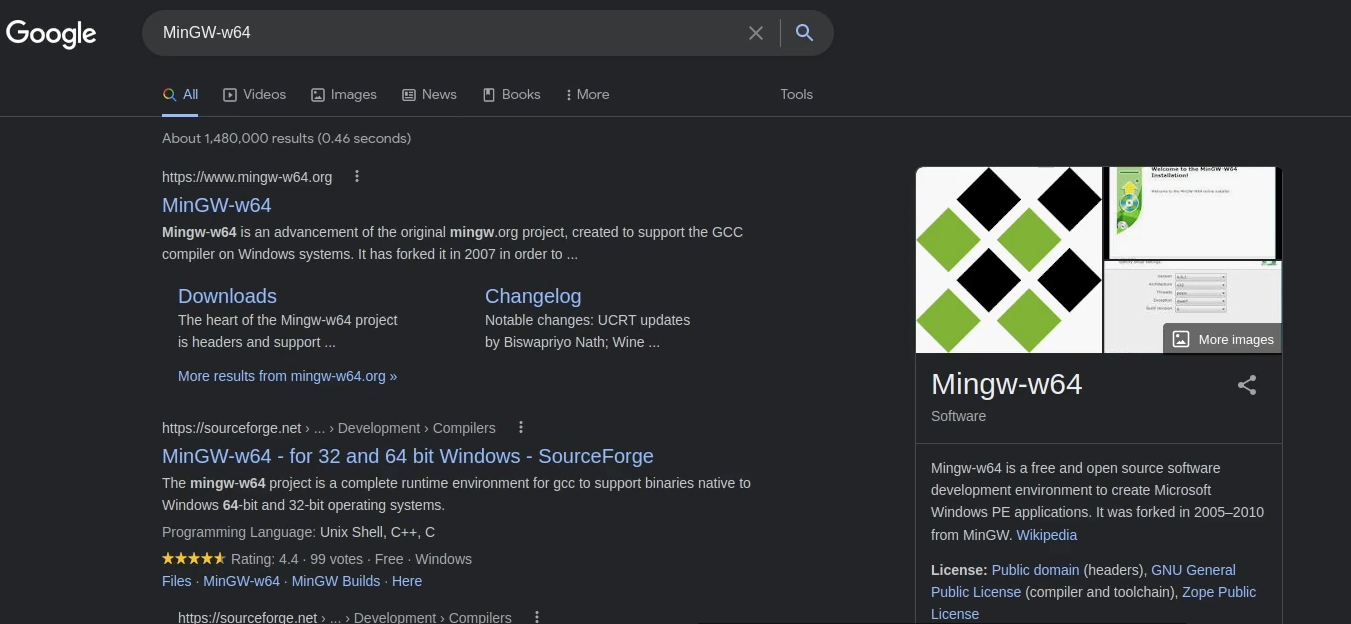 Google
MinGW-w64
All
Videos
Images
News
Books
More
Tools
About 1,480,000 results (0.46 seconds)
https://www.mingw-w64.org
MinGW-w64
Mingw-w64 is an advancement of the original mingw.org project, created to support the GCC
compiler on Windows systems. It has forked it in 2007 in order to ...
Downloads
The heart of the Mingw-w64 project
is headers and support ...
Changelog
Notable changes: UCRT updates
by Biswapriyo Nath; Wine ...
More results from mingw-w64.org »
https://sourceforge.net › ... › Development › Compilers
MinGW-w64 - for 32 and 64 bit Windows - SourceForge
The mingw-w64 project is a complete runtime environment for gcc to support binaries native to
Windows 64-bit and 32-bit operating systems.
Programming Language: Unix Shell, C++, C
Rating: 4.4 · 99 votes · Free · Windows
Files · MinGW-w64 · MinGW Builds · Here
https://sourceforge.net › ... › Development › Compilers
Welcome to the MinGW-W64
Installation!
More images
Mingw-w64
Software
Mingw-w64 is a free and open source software
development environment to create Microsoft
Windows PE applications. It was forked in 2005–2010
from MinGW. Wikipedia
License: Public domain (headers), GNU General
Public License (compiler and toolchain), Zope Public
License